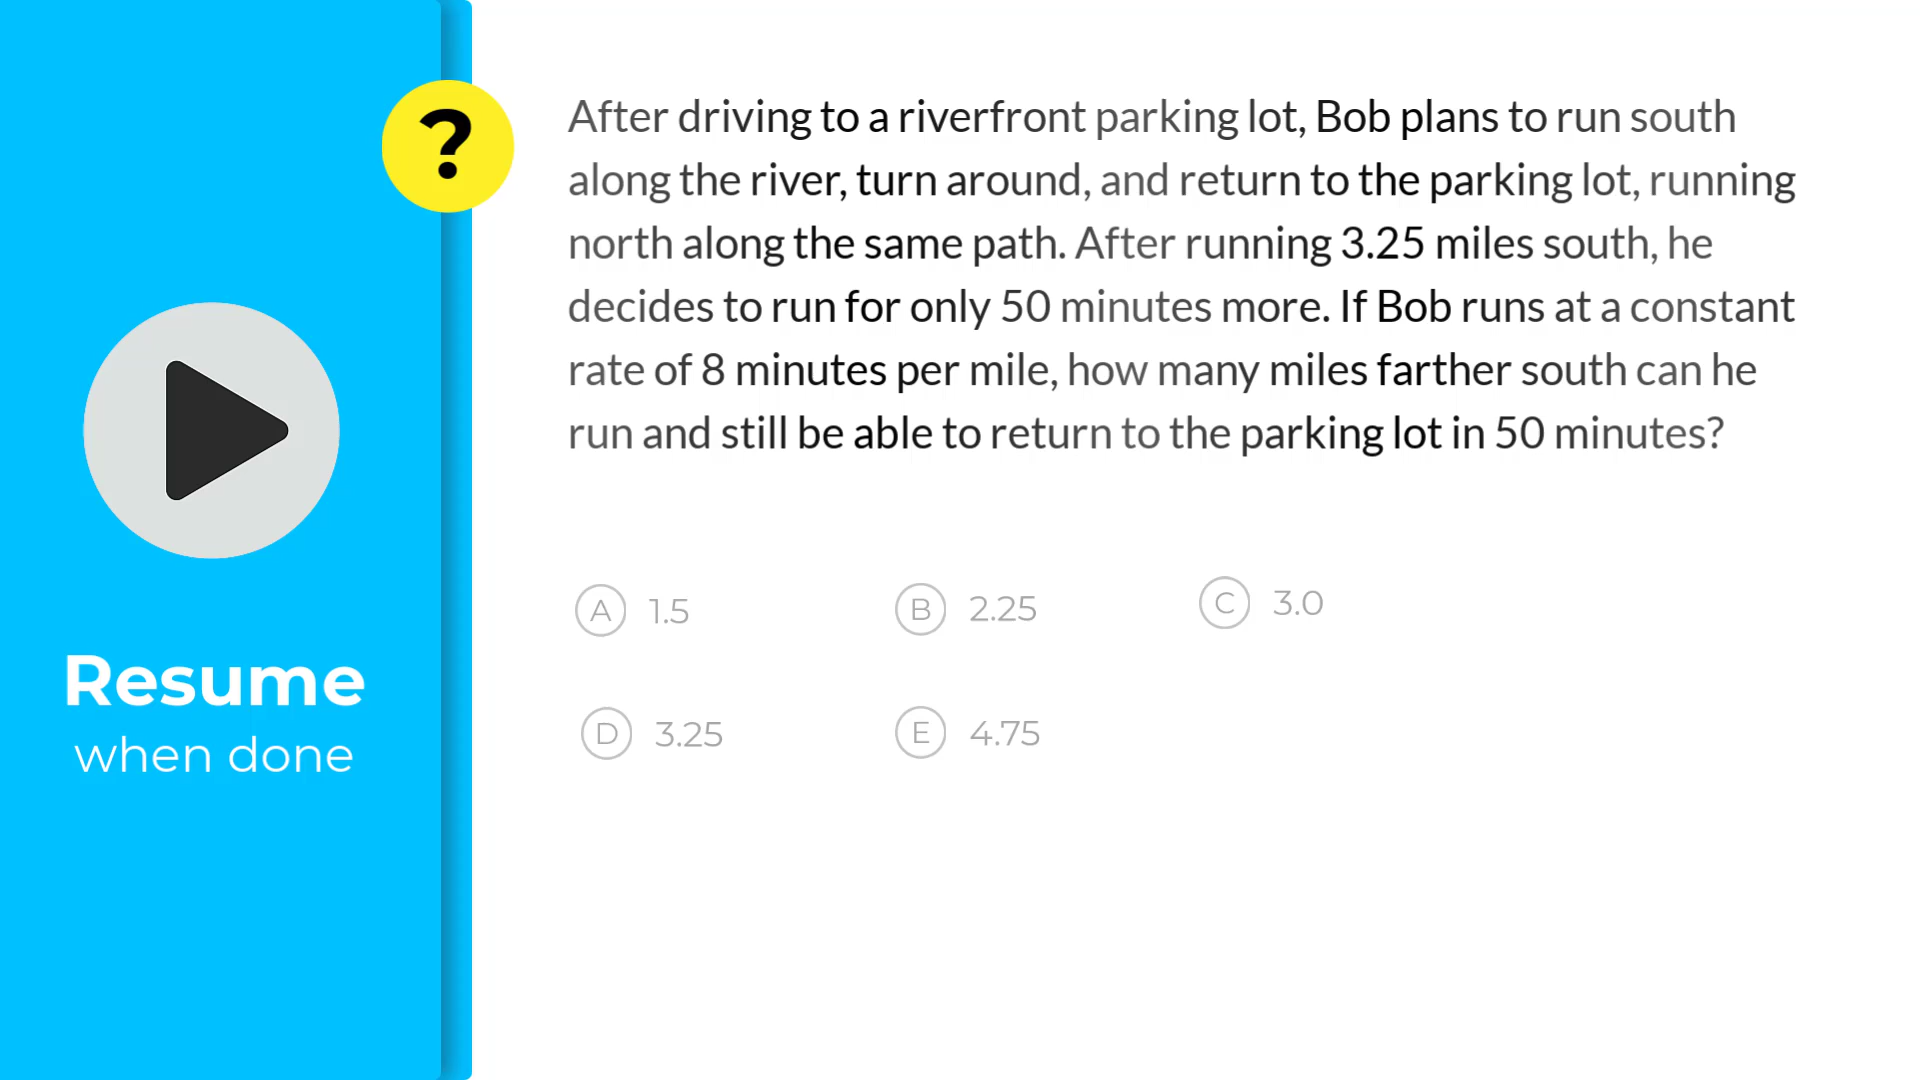 ?
After driving to a riverfront parking lot, Bob plans to run south
along the river, turn around, and return to the parking lot, running
north along the same path. After running 3.25 miles south, he
decides to run for only 50 minutes more. If Bob runs at a constant
rate of 8 minutes per mile, how many miles farther south can he
run and still be able to return to the parking lot in 50 minutes?
A 1.5 B 2.25 C 3.0
D 3.25 E 4.75
Resume
when done